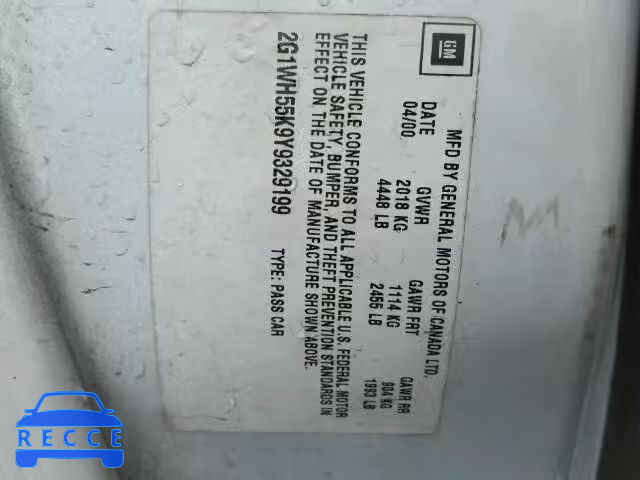 GM
MFD BY GENERAL MOTORS OF CANADA LTD.
DATE GVWR GAWR FRT GAWR RR
04/00 2018 KG 1114 KG 904 KG
4448 LB 2455 LB 1993 LB
THIS VEHICLE CONFORMS TO ALL APPLICABLE U.S. FEDERAL MOTOR
VEHICLE SAFETY, BUMPER, AND THEFT PREVENTION STANDARDS IN
EFFECT ON THE DATE OF MANUFACTURE SHOWN ABOVE.
2G1WH55K9Y9329199 TYPE: PASS CAR
RECCE